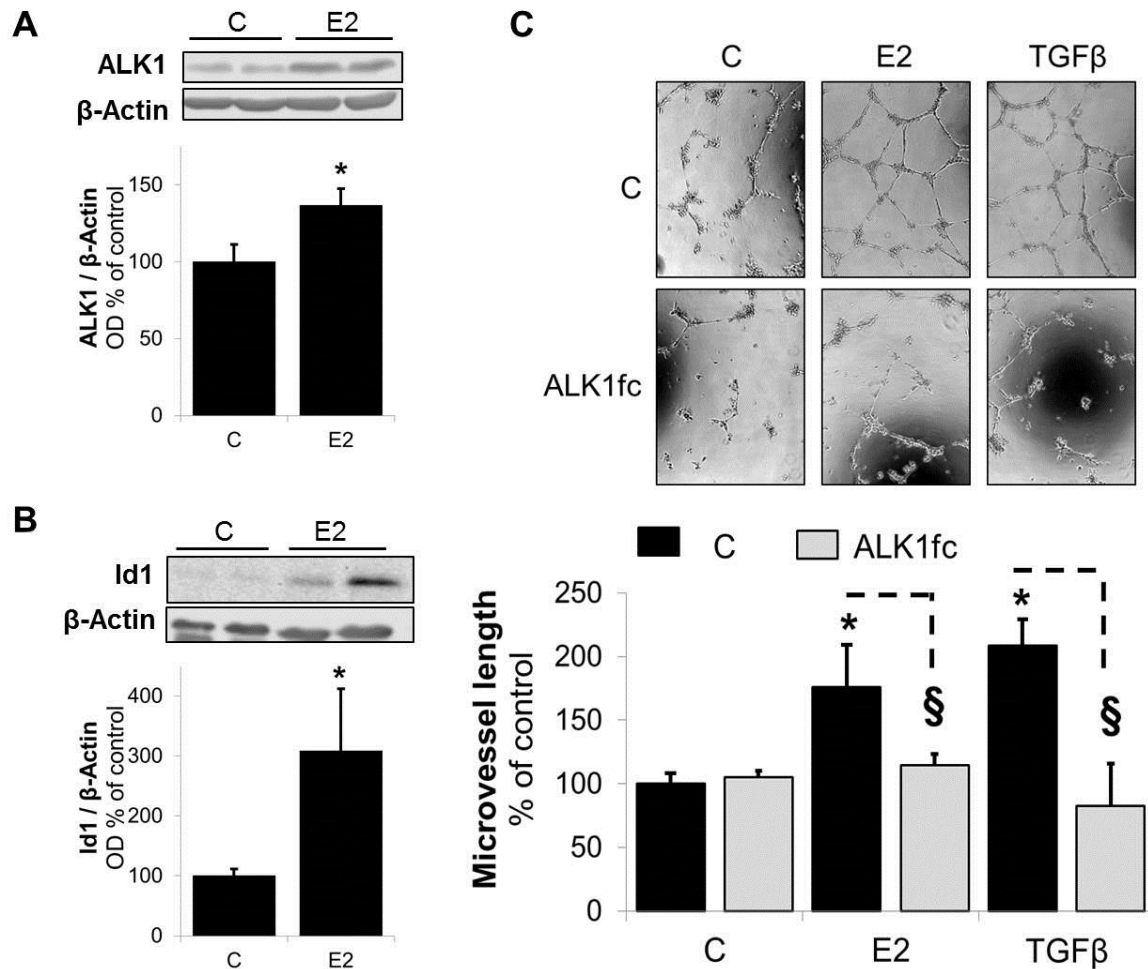 A
C E2
ALK1
β-Actin
150
100
50
0
ALK1 / β-Actin
OD % of control
*
C E2
B
C E2
Id1
β-Actin
400
300
200
100
0
Id1 / β-Actin
OD % of control
*
C E2
C
C E2 TGFβ
C
ALK1fc
C ALK1fc
250
200
150
100
50
0
Microvessel length
% of control
* §
* §
C E2 TGFβ